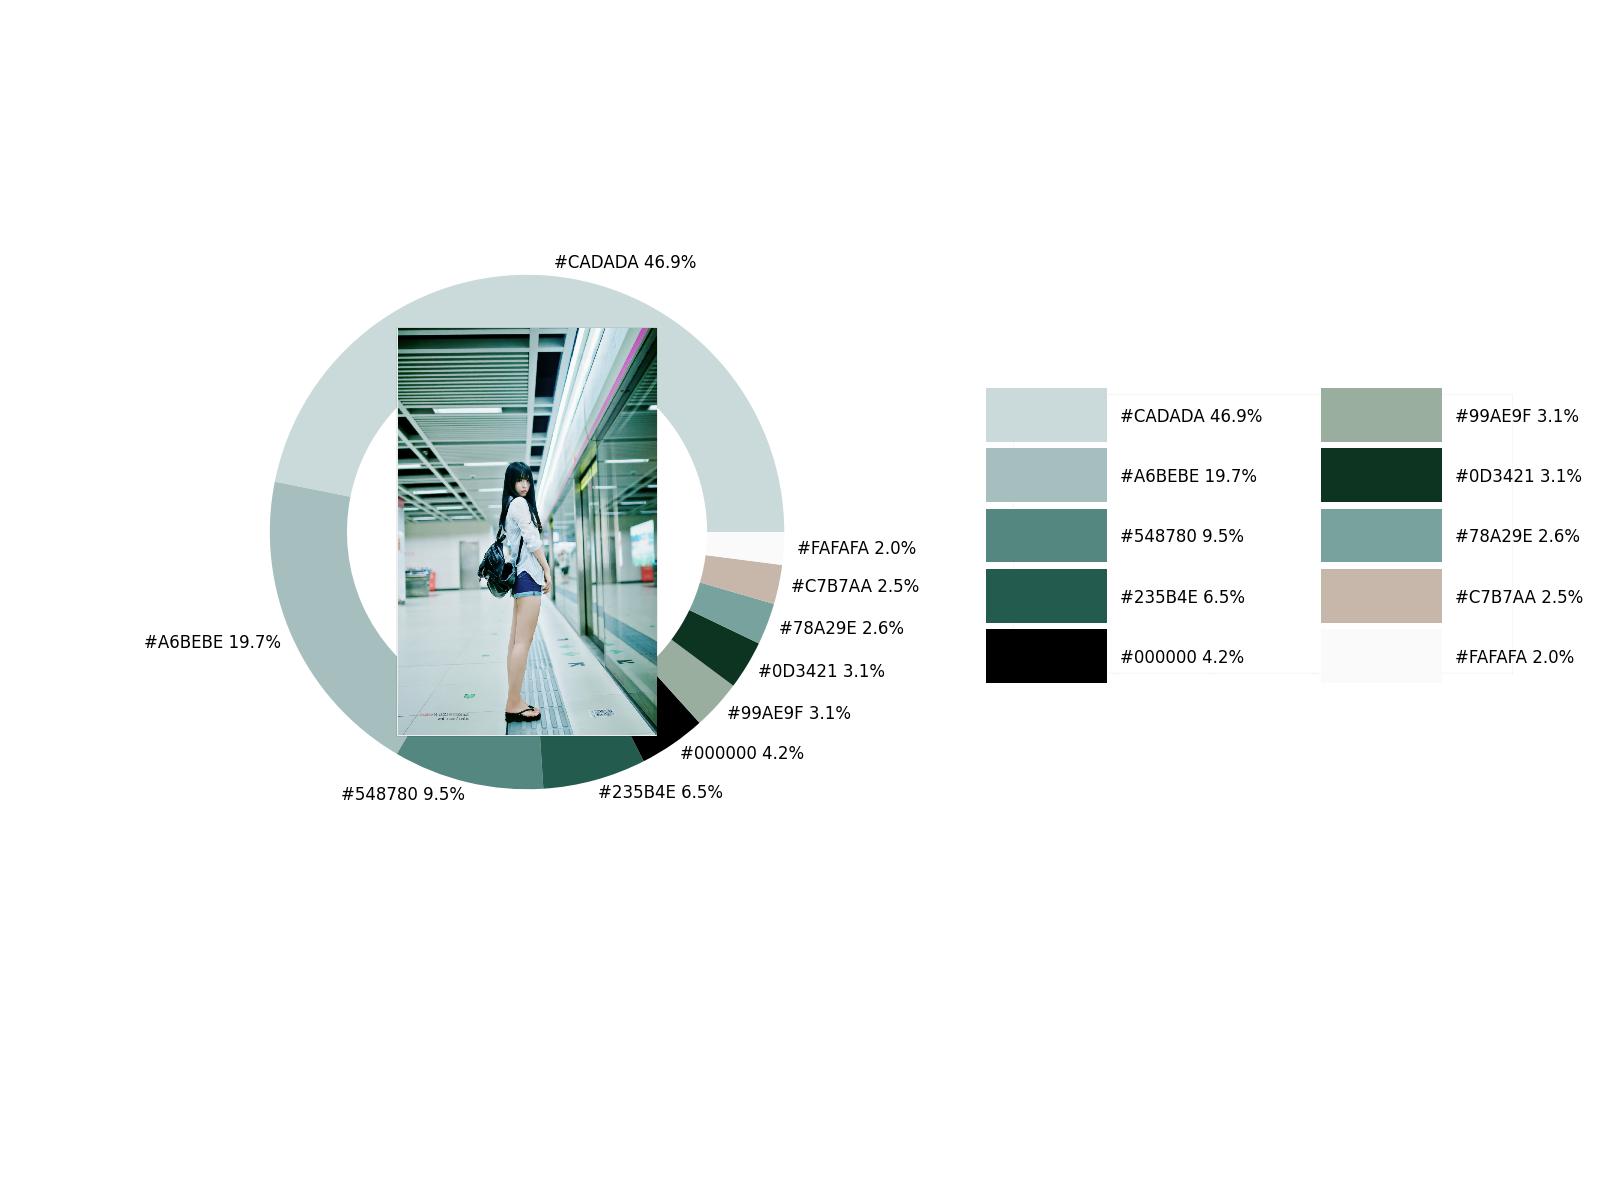 #CADADA 46.9%
#FAFAFA 2.0%
#C7B7AA 2.5%
#78A29E 2.6%
#A6BEBE 19.7%
#0D3421 3.1%
#99AE9F 3.1%
#000000 4.2%
#548780 9.5%
#235B4E 6.5%
#CADADA 46.9%
#A6BEBE 19.7%
#548780 9.5%
#235B4E 6.5%
#000000 4.2%
#99AE9F 3.1%
#0D3421 3.1%
#78A29E 2.6%
#C7B7AA 2.5%
#FAFAFA 2.0%